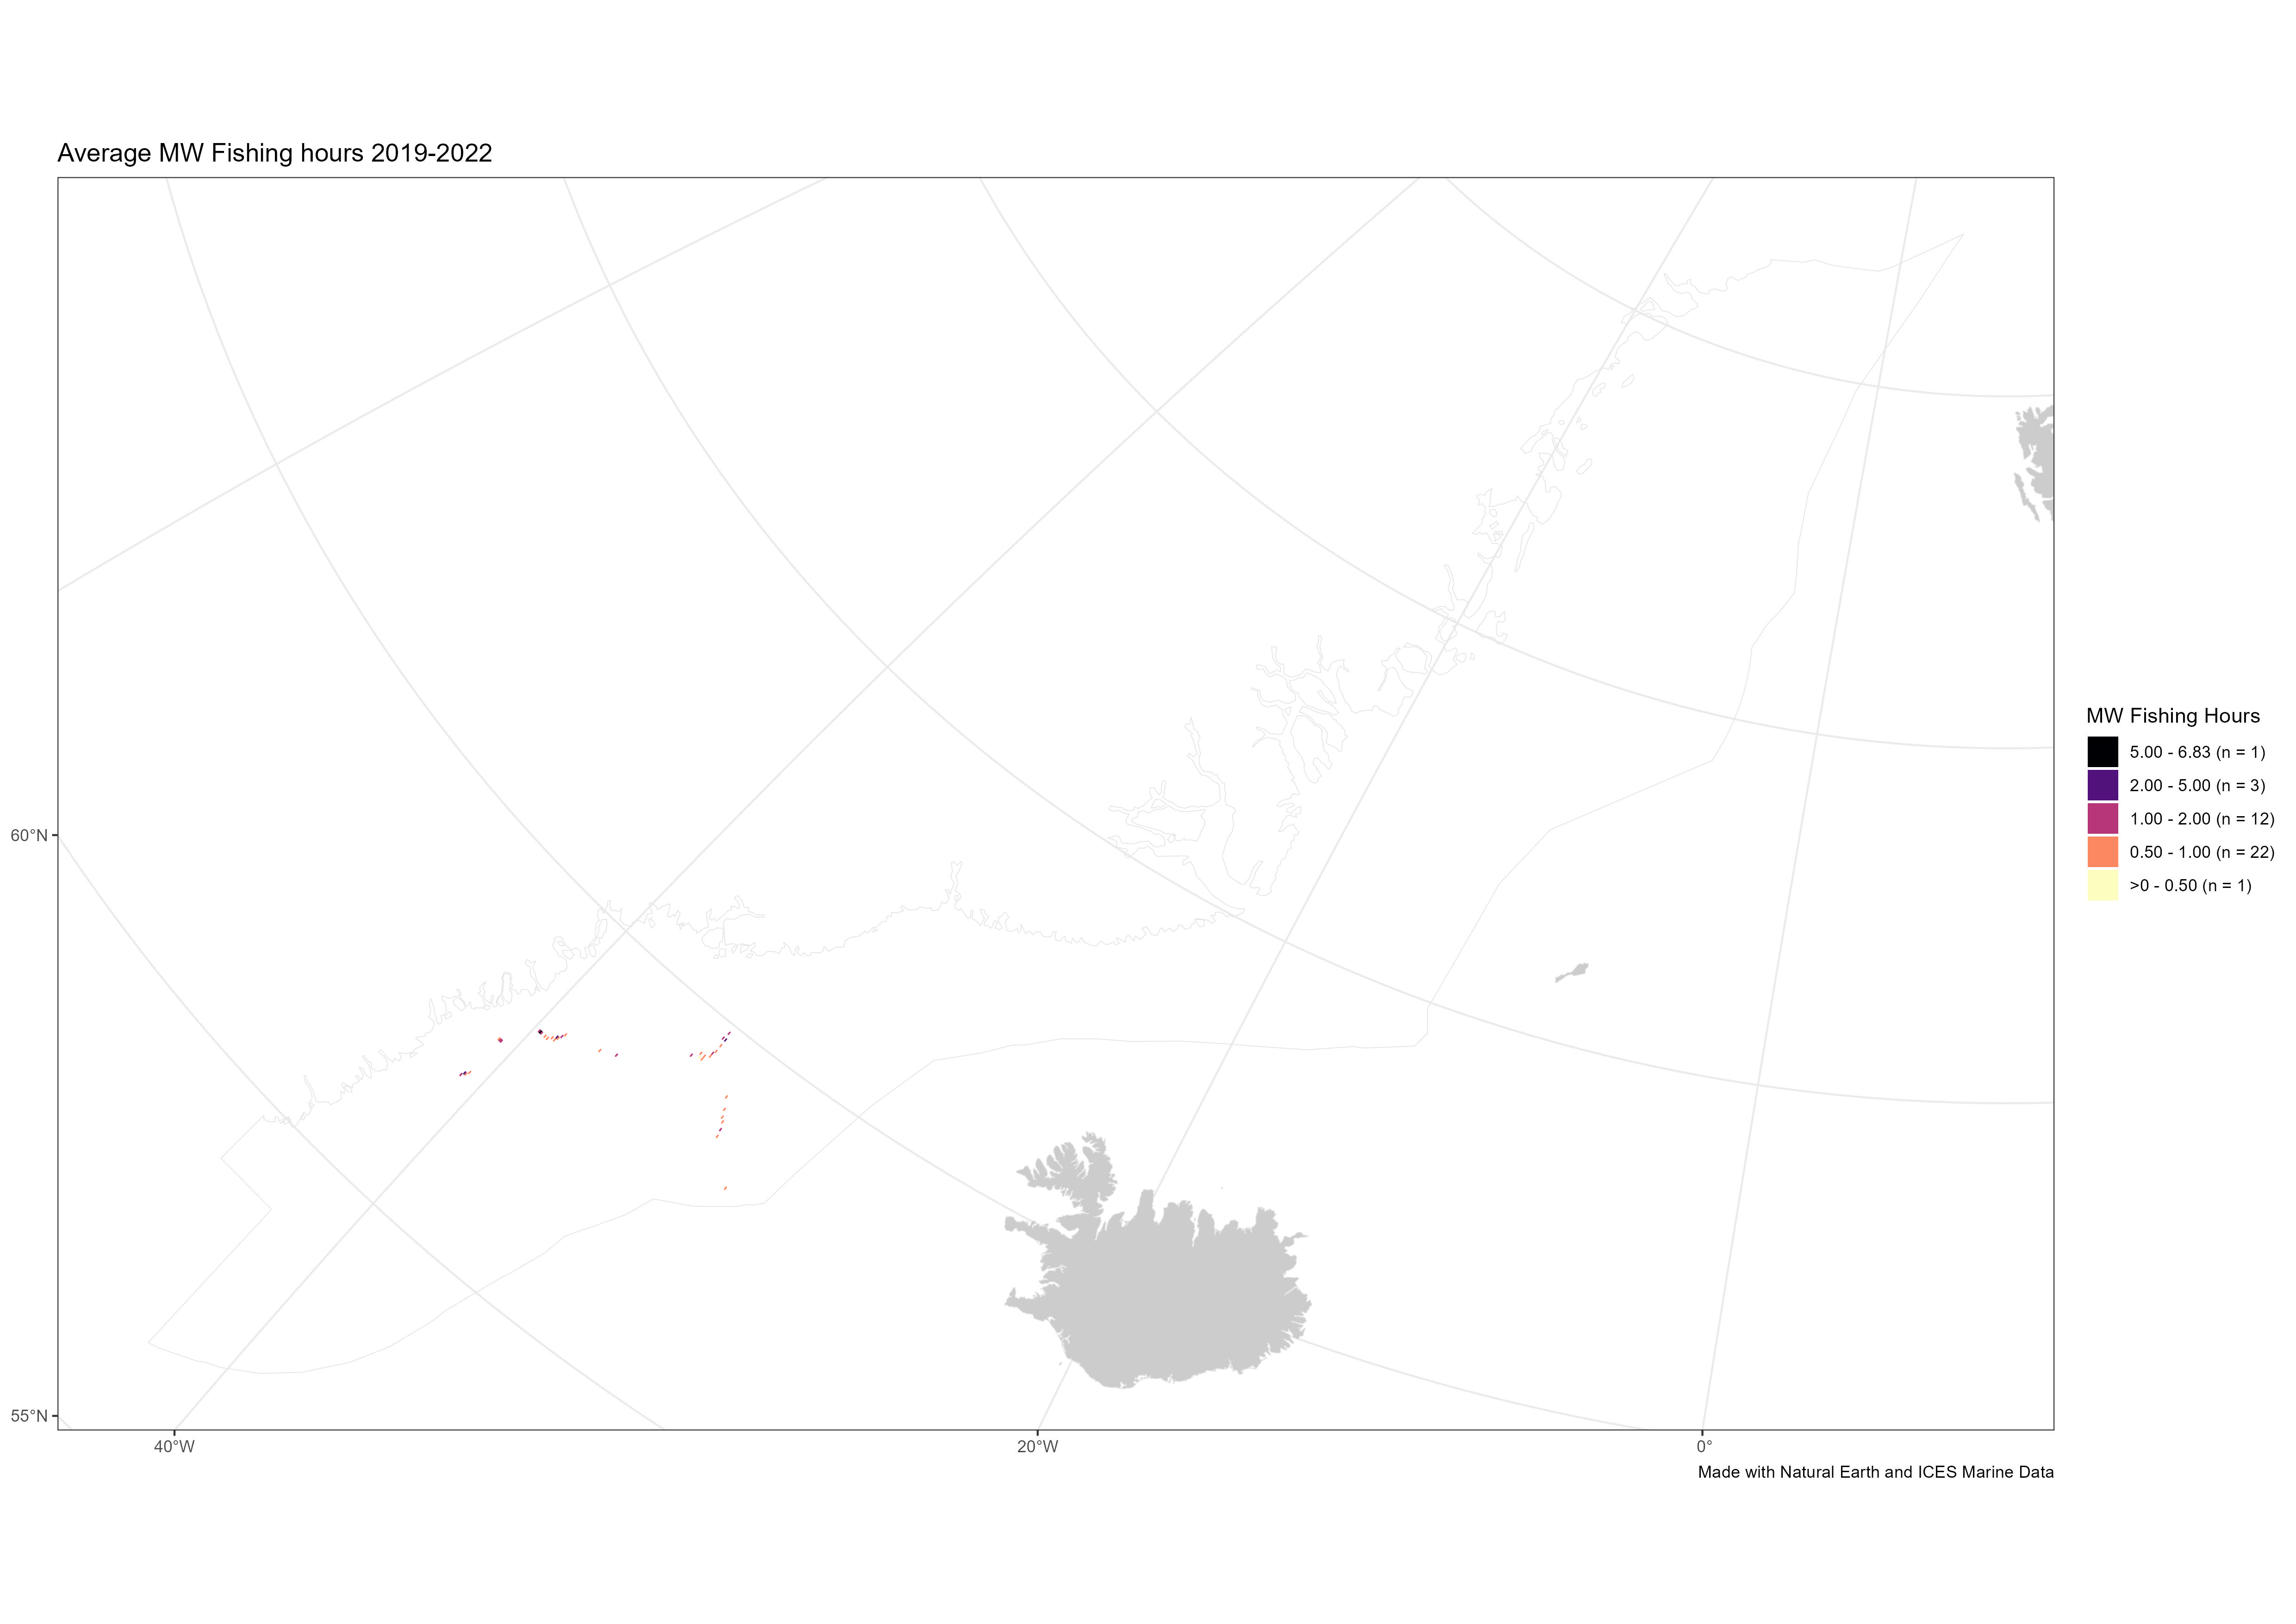 Average MW Fishing hours 2019-2022
MW Fishing Hours
5.00 - 6.83 (n = 1)
2.00 - 5.00 (n = 3)
1.00 - 2.00 (n = 12)
0.50 - 1.00 (n = 22)
>0 - 0.50 (n = 1)
60°N
55°N
40°W
20°W
0°
Made with Natural Earth and ICES Marine Data